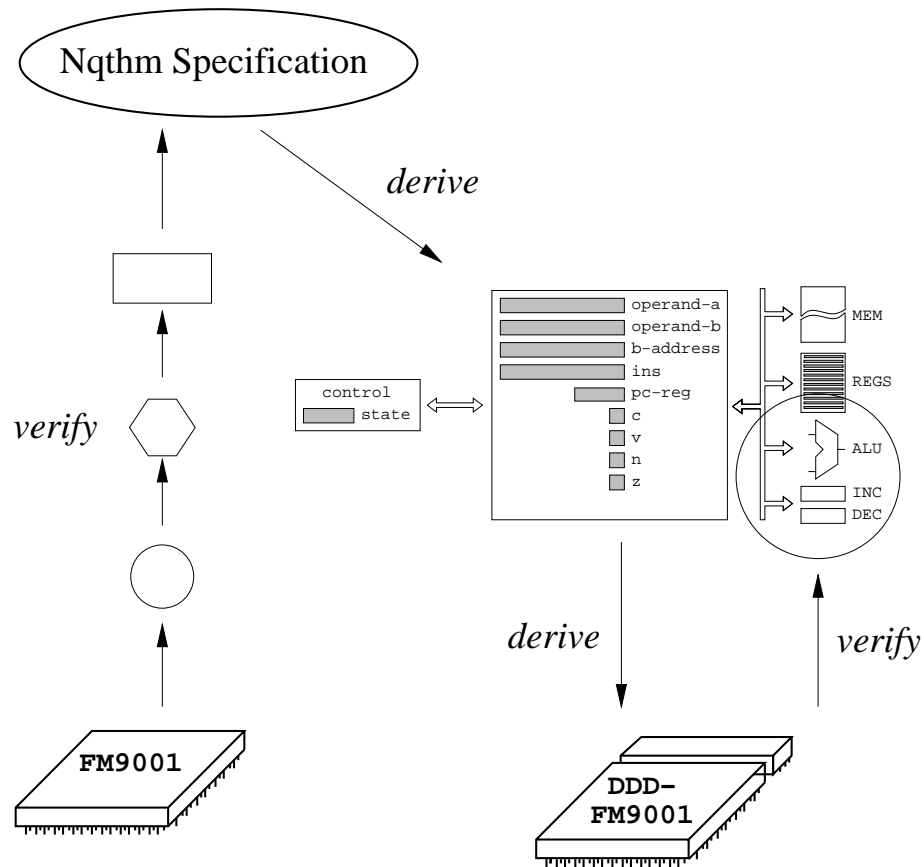 Nqthm Specification
derive
operand-a
operand-b
b-address
ins
pc-reg
c
v
n
z
control
state
MEM
REGS
ALU
INC
DEC
verify
derive
verify
FM9001
DDD-
FM9001